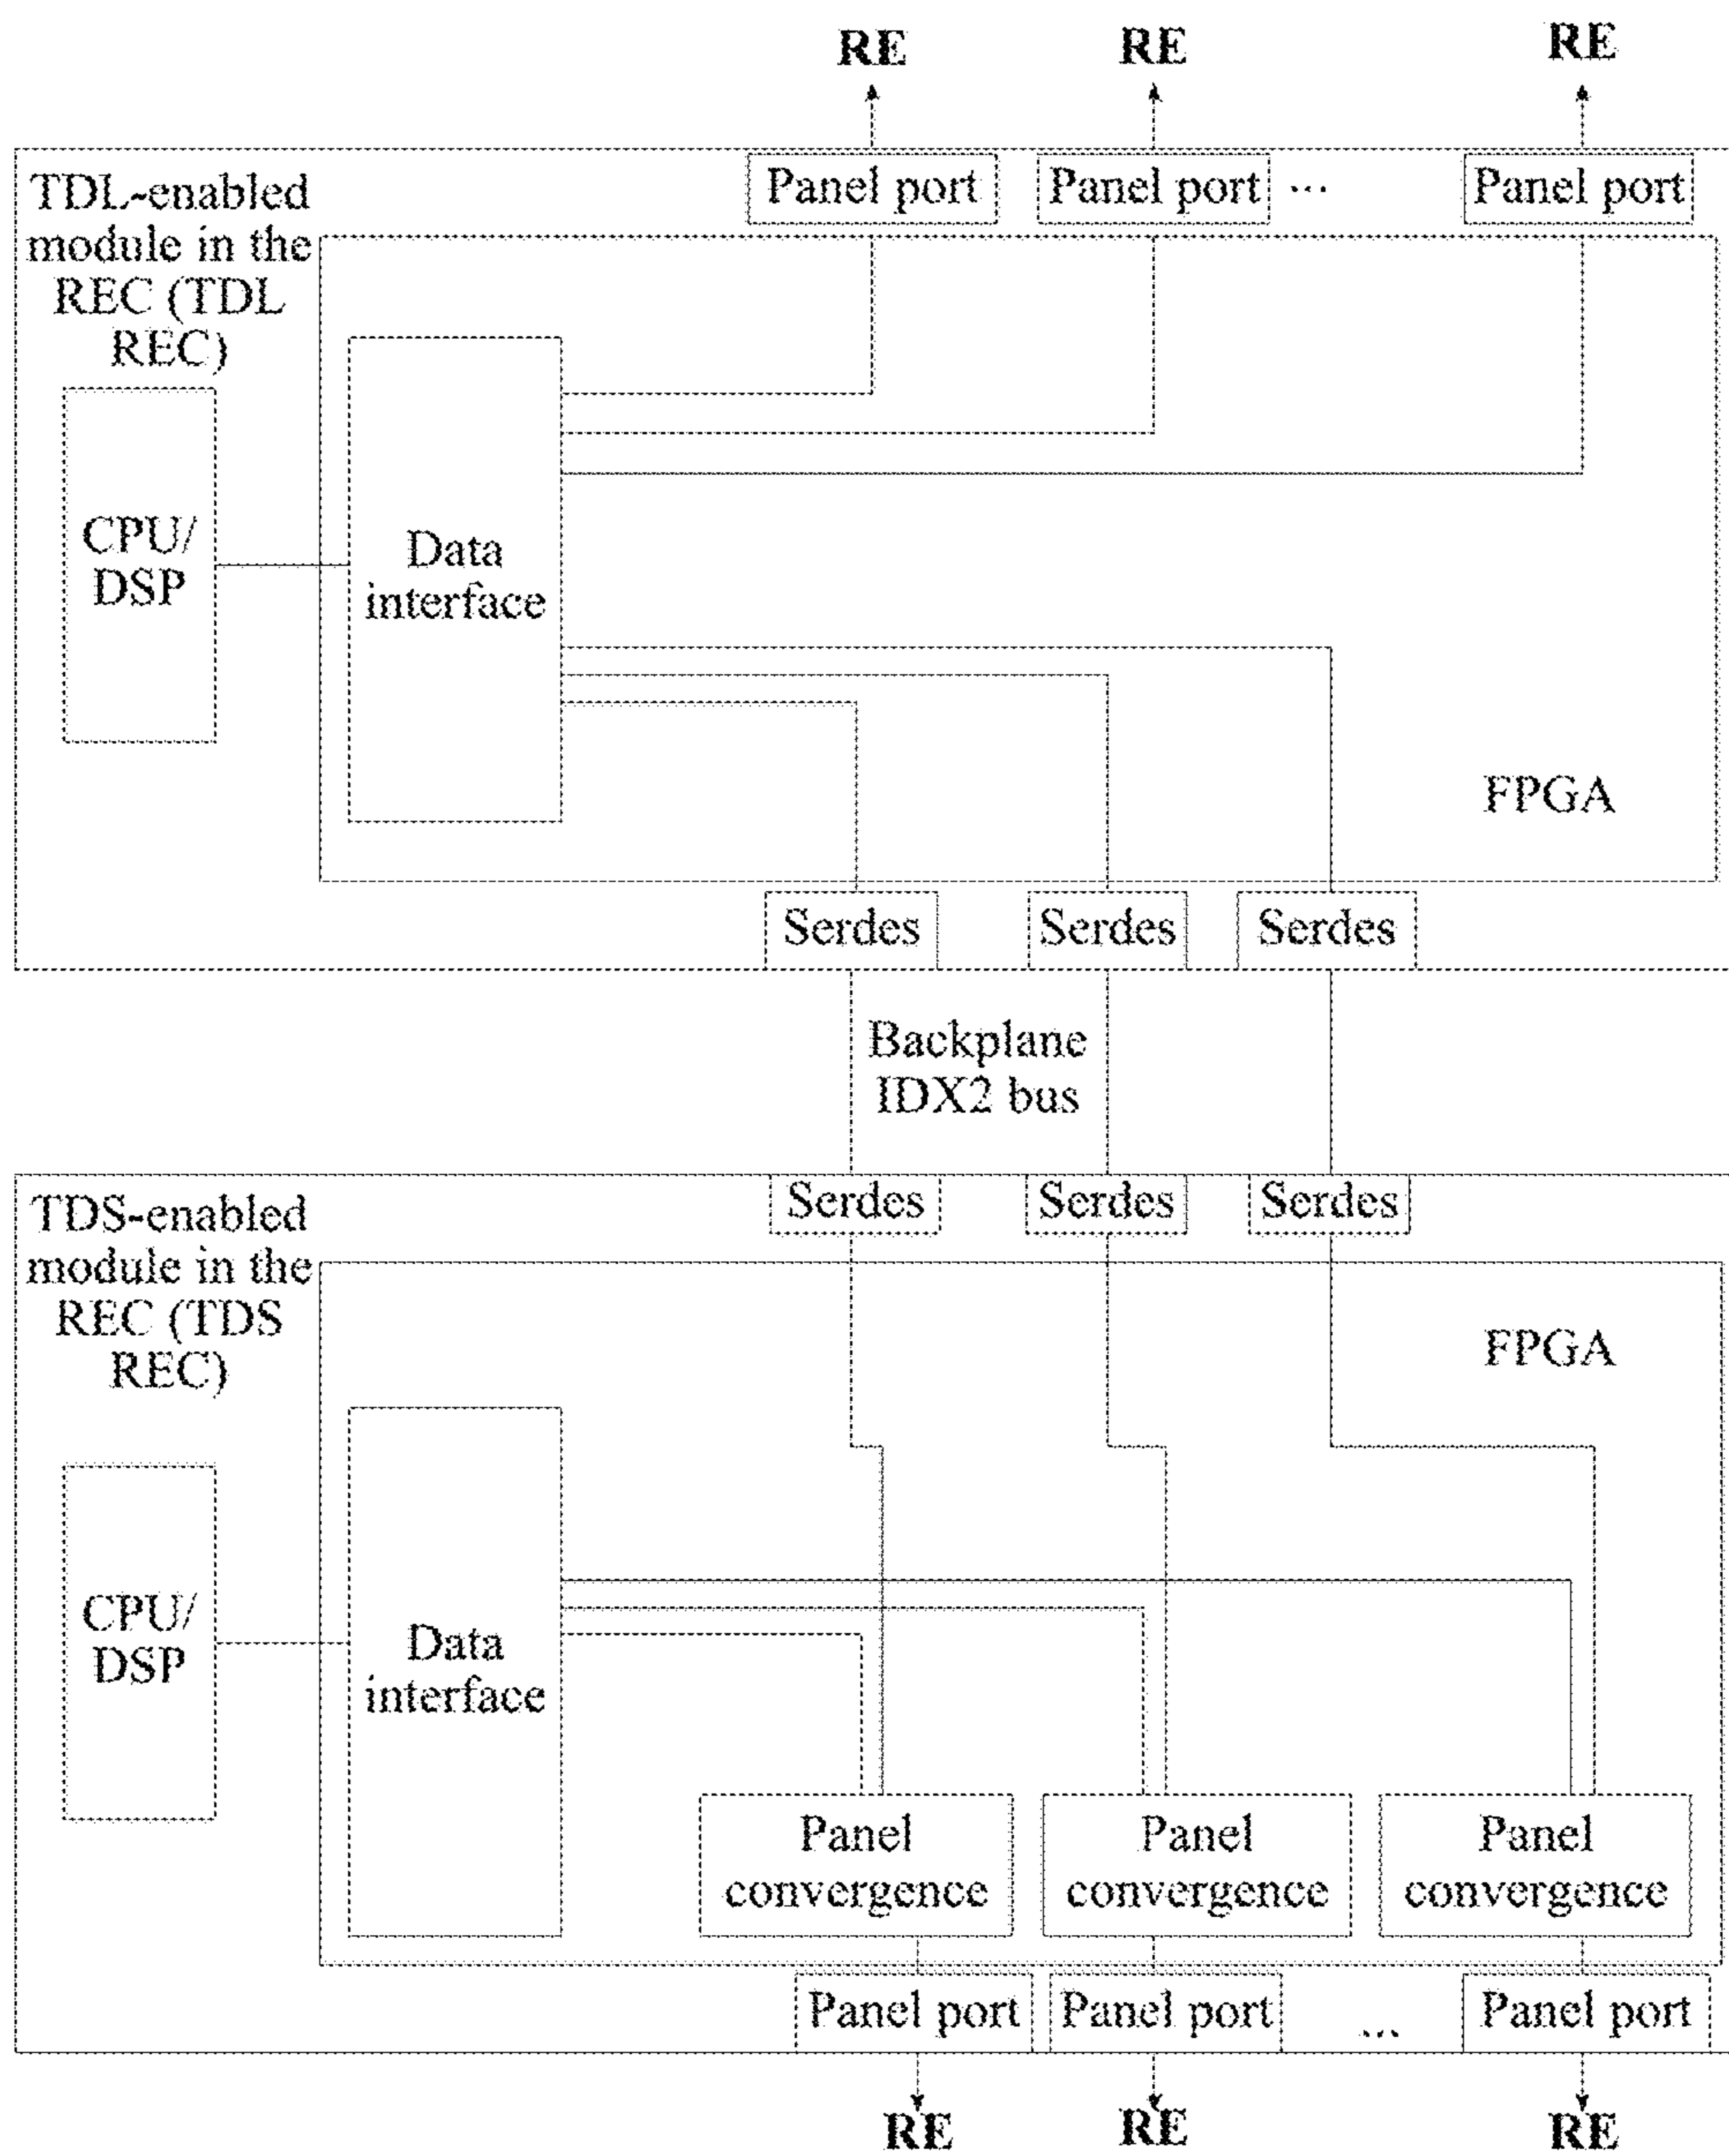 RE RE RE
Panel port Panel port ... Panel port
TDL-enabled
module in the
REC (TDL
REC)
CPU/
DSP
Data
interface
FPGA
Serdes Serdes Serdes
Backplane
IDX2 bus
Serdes Serdes Serdes
TDS-enabled
module in the
REC (TDS
REC)
FPGA
CPU/
DSP
Data
interface
Panel
convergence
Panel
convergence
Panel
convergence
Panel port Panel port ... Panel port
RE RE RE